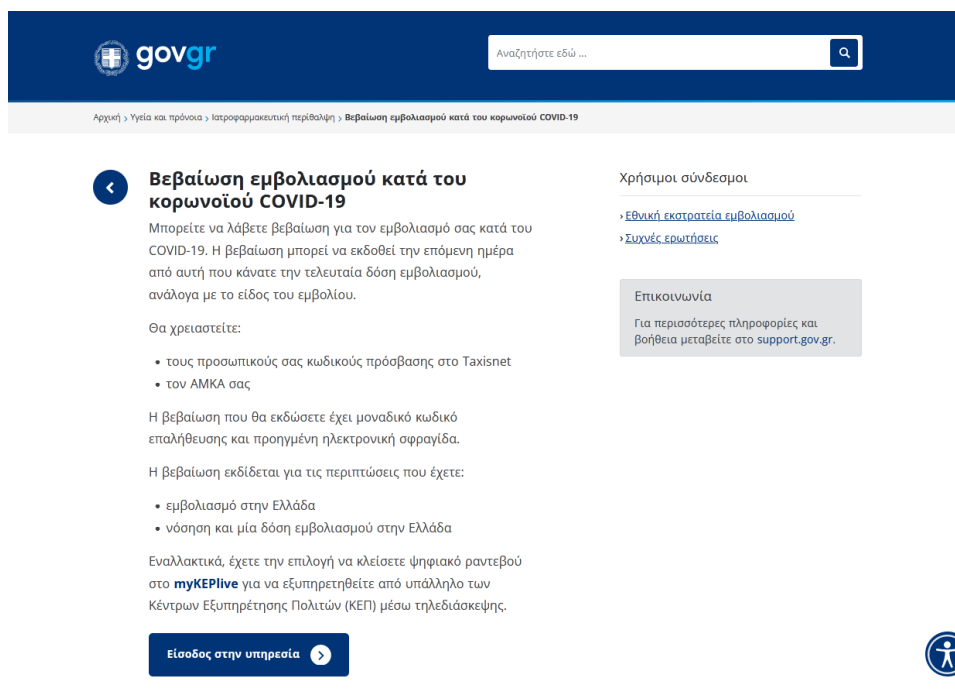 govgr
Αναζητήστε εδώ ...
Αρχική › Υγεία και πρόνοια › Ιατροφαρμακευτική περίθαλψη › Βεβαίωση εμβολιασμού κατά του κορωνοϊού COVID-19
Βεβαίωση εμβολιασμού κατά του
κορωνοϊού COVID-19
Μπορείτε να λάβετε βεβαίωση για τον εμβολιασμό σας κατά του
COVID-19. Η βεβαίωση μπορεί να εκδοθεί την επόμενη ημέρα
από αυτή που κάνατε την τελευταία δόση εμβολιασμού,
ανάλογα με το είδος του εμβολίου.
Θα χρειαστείτε:
• τους προσωπικούς σας κωδικούς πρόσβασης στο Taxisnet
• τον ΑΜΚΑ σας
Η βεβαίωση που θα εκδώσετε έχει μοναδικό κωδικό
επαλήθευσης και προηγμένη ηλεκτρονική σφραγίδα.
Η βεβαίωση εκδίδεται για τις περιπτώσεις που έχετε:
• εμβολιασμό στην Ελλάδα
• νόσηση και μία δόση εμβολιασμού στην Ελλάδα
Εναλλακτικά, έχετε την επιλογή να κλείσετε ψηφιακό ραντεβού
στο myKEPlive για να εξυπηρετηθείτε από υπάλληλο των
Κέντρων Εξυπηρέτησης Πολιτών (ΚΕΠ) μέσω τηλεδιάσκεψης.
Είσοδος στην υπηρεσία
Χρήσιμοι σύνδεσμοι
› Εθνική εκστρατεία εμβολιασμού
› Συχνές ερωτήσεις
Επικοινωνία
Για περισσότερες πληροφορίες και
βοήθεια μεταβείτε στο support.gov.gr.